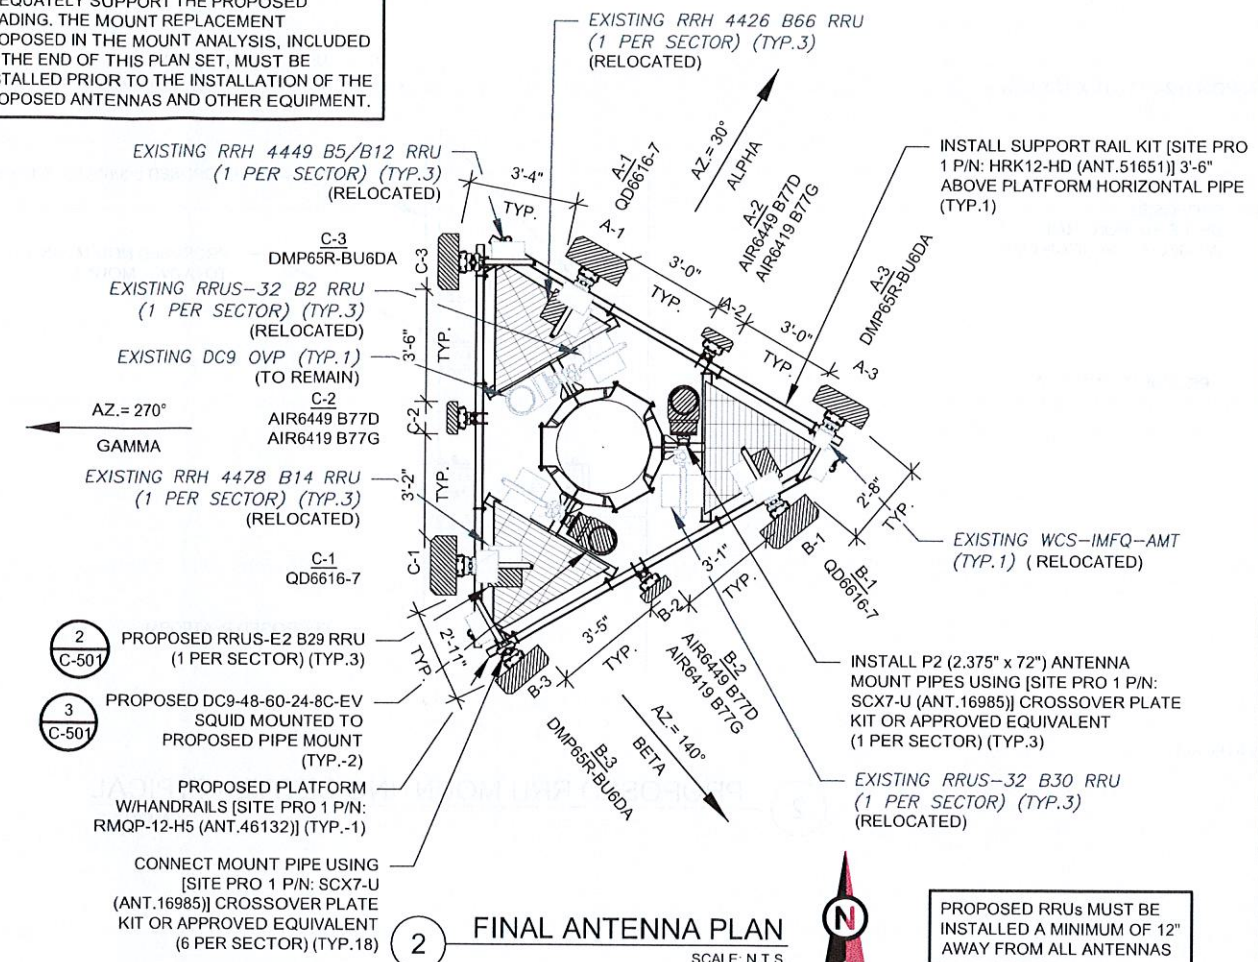 EQUATELY SUPPORT THE PROPOSED
ADING. THE MOUNT REPLACEMENT
OPOSED IN THE MOUNT ANALYSIS, INCLUDED
THE END OF THIS PLAN SET, MUST BE
STALLED PRIOR TO THE INSTALLATION OF THE
OPOSED ANTENNAS AND OTHER EQUIPMENT.
EXISTING RRH 4426 B66 RRU
(1 PER SECTOR) (TYP.3)
(RELOCATED)
EXISTING RRH 4449 B5/B12 RRU
(1 PER SECTOR) (TYP.3)
(RELOCATED)
3'-4"
TYP.
A-1
QD6616-7
A-1
AZ.= 30°
ALPHA
A-2
AIR6449 B77D
AIR6419 B77G
INSTALL SUPPORT RAIL KIT [SITE PRO
1 P/N: HRK12-HD (ANT.51651)] 3'-6"
ABOVE PLATFORM HORIZONTAL PIPE
(TYP.1)
C-3
DMP65R-BU6DA
C-3
3'-0"
TYP.
A-2
3'-0"
TYP.
A-3
DMP65R-BU6DA
A-3
EXISTING RRUS-32 B2 RRU
(1 PER SECTOR) (TYP.3)
(RELOCATED)
3'-6"
TYP.
EXISTING DC9 OVP (TYP.1)
(TO REMAIN)
AZ.= 270°
GAMMA
C-2
AIR6449 B77D
AIR6419 B77G
C-2
EXISTING RRH 4478 B14 RRU
(1 PER SECTOR) (TYP.3)
(RELOCATED)
3'-2"
TYP.
2'-8"
TYP.
EXISTING WCS-IMFQ-AMT
(TYP.1) (RELOCATED)
C-1
QD6616-7
C-1
B-1
B-1
QD6616-7
3'-1"
TYP.
B-2
B-2
AIR6449 B77D
AIR6419 B77G
3'-5"
TYP.
2'-11"
TYP.
B-3
B-3
DMP65R-BU6DA
AZ.= 140°
BETA
2
C-501
PROPOSED RRUS-E2 B29 RRU
(1 PER SECTOR) (TYP.3)
3
C-501
PROPOSED DC9-48-60-24-8C-EV
SQUID MOUNTED TO
PROPOSED PIPE MOUNT
(TYP.-2)
INSTALL P2 (2.375" x 72") ANTENNA
MOUNT PIPES USING [SITE PRO 1 P/N:
SCX7-U (ANT.16985)] CROSSOVER PLATE
KIT OR APPROVED EQUIVALENT
(1 PER SECTOR) (TYP.3)
PROPOSED PLATFORM
W/HANDRAILS [SITE PRO 1 P/N:
RMQP-12-H5 (ANT.46132)] (TYP.-1)
EXISTING RRUS-32 B30 RRU
(1 PER SECTOR) (TYP.3)
(RELOCATED)
CONNECT MOUNT PIPE USING
[SITE PRO 1 P/N: SCX7-U
(ANT.16985)] CROSSOVER PLATE
KIT OR APPROVED EQUIVALENT
(6 PER SECTOR) (TYP.18)
2
FINAL ANTENNA PLAN
SCALE: N.T.S.
N
PROPOSED RRUs MUST BE
INSTALLED A MINIMUM OF 12"
AWAY FROM ALL ANTENNAS